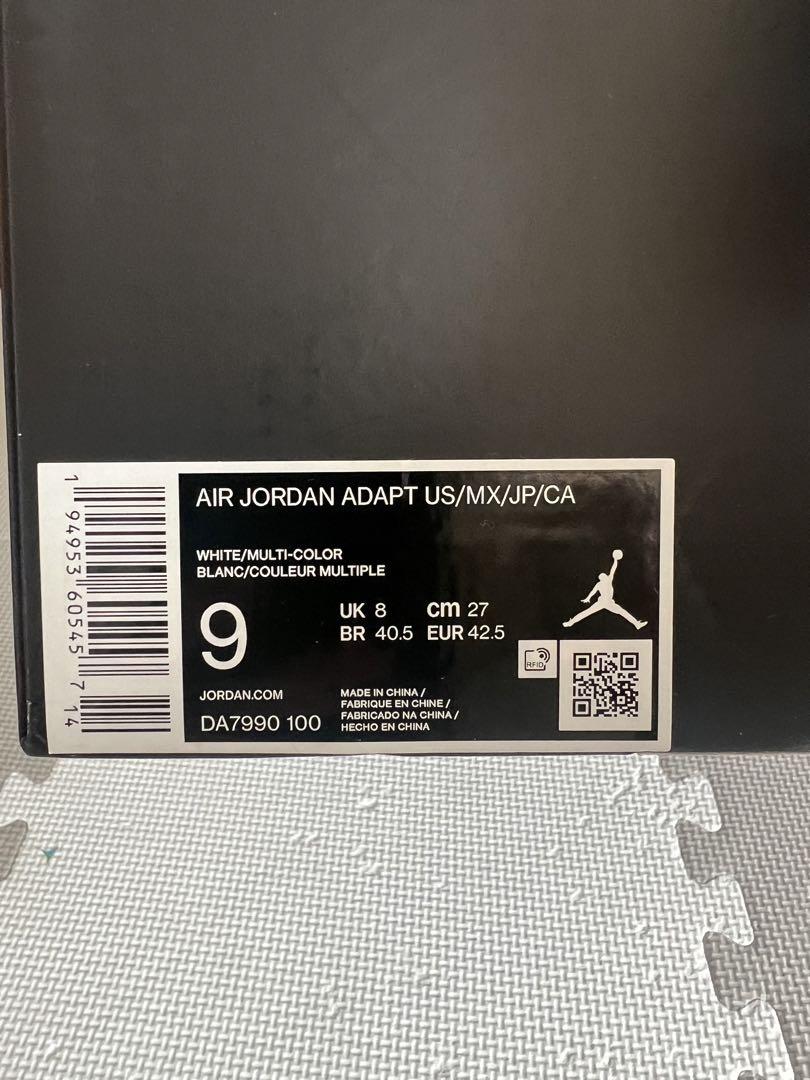 1 94953 60545 7 14
AIR JORDAN ADAPT US/MX/JP/CA
WHITE/MULTI-COLOR
BLANC/COULEUR MULTIPLE
9
UK 8 cm 27
BR 40.5 EUR 42.5
RFID
JORDAN.COM
DA7990 100
MADE IN CHINA /
FABRIQUE EN CHINE /
FABRICADO NA CHINA /
HECHO EN CHINA